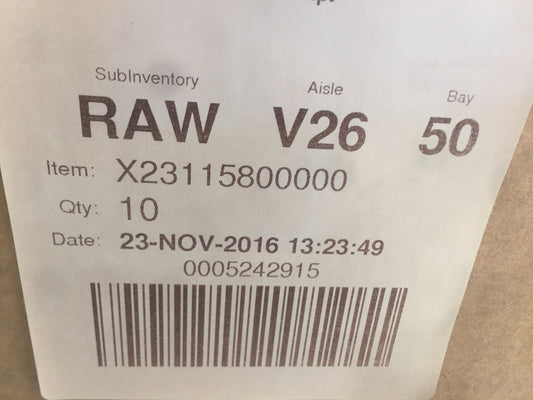 SubInventory Aisle Bay
RAW V26 50
Item: X23115800000
Qty: 10
Date: 23-NOV-2016 13:23:49
0005242915